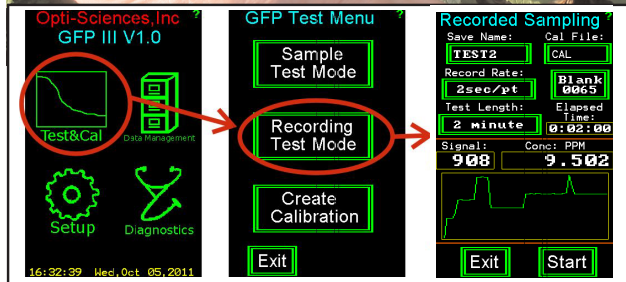 Opti-Sciences,Inc ?
GFP III V1.0
Test&Cal
Data Management
Setup
Diagnostics
16:32:39 Wed,Oct 05,2011
GFP Test Menu ?
Sample
Test Mode
Recording
Test Mode
Create
Calibration
Exit
Recorded Sampling ?
Save Name: Cal File:
TEST2 CAL
Record Rate:
2sec/pt
Blank
0065
Test Length:
2 minute
Elapsed
Time:
0:02:00
Signal: Conc: PPM
908 9.502
Exit Start